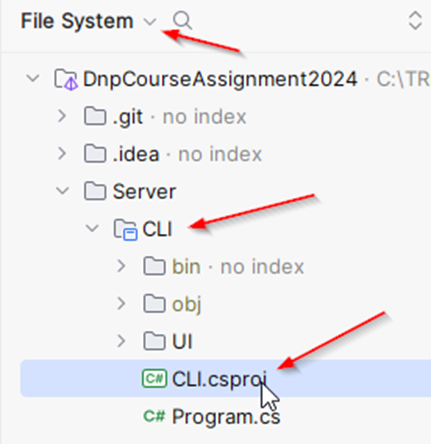 File System
DnpCourseAssignment2024 · C:\TR
.git · no index
.idea · no index
Server
CLI
bin · no index
obj
UI
C# CLI.csproj
C# Program.cs